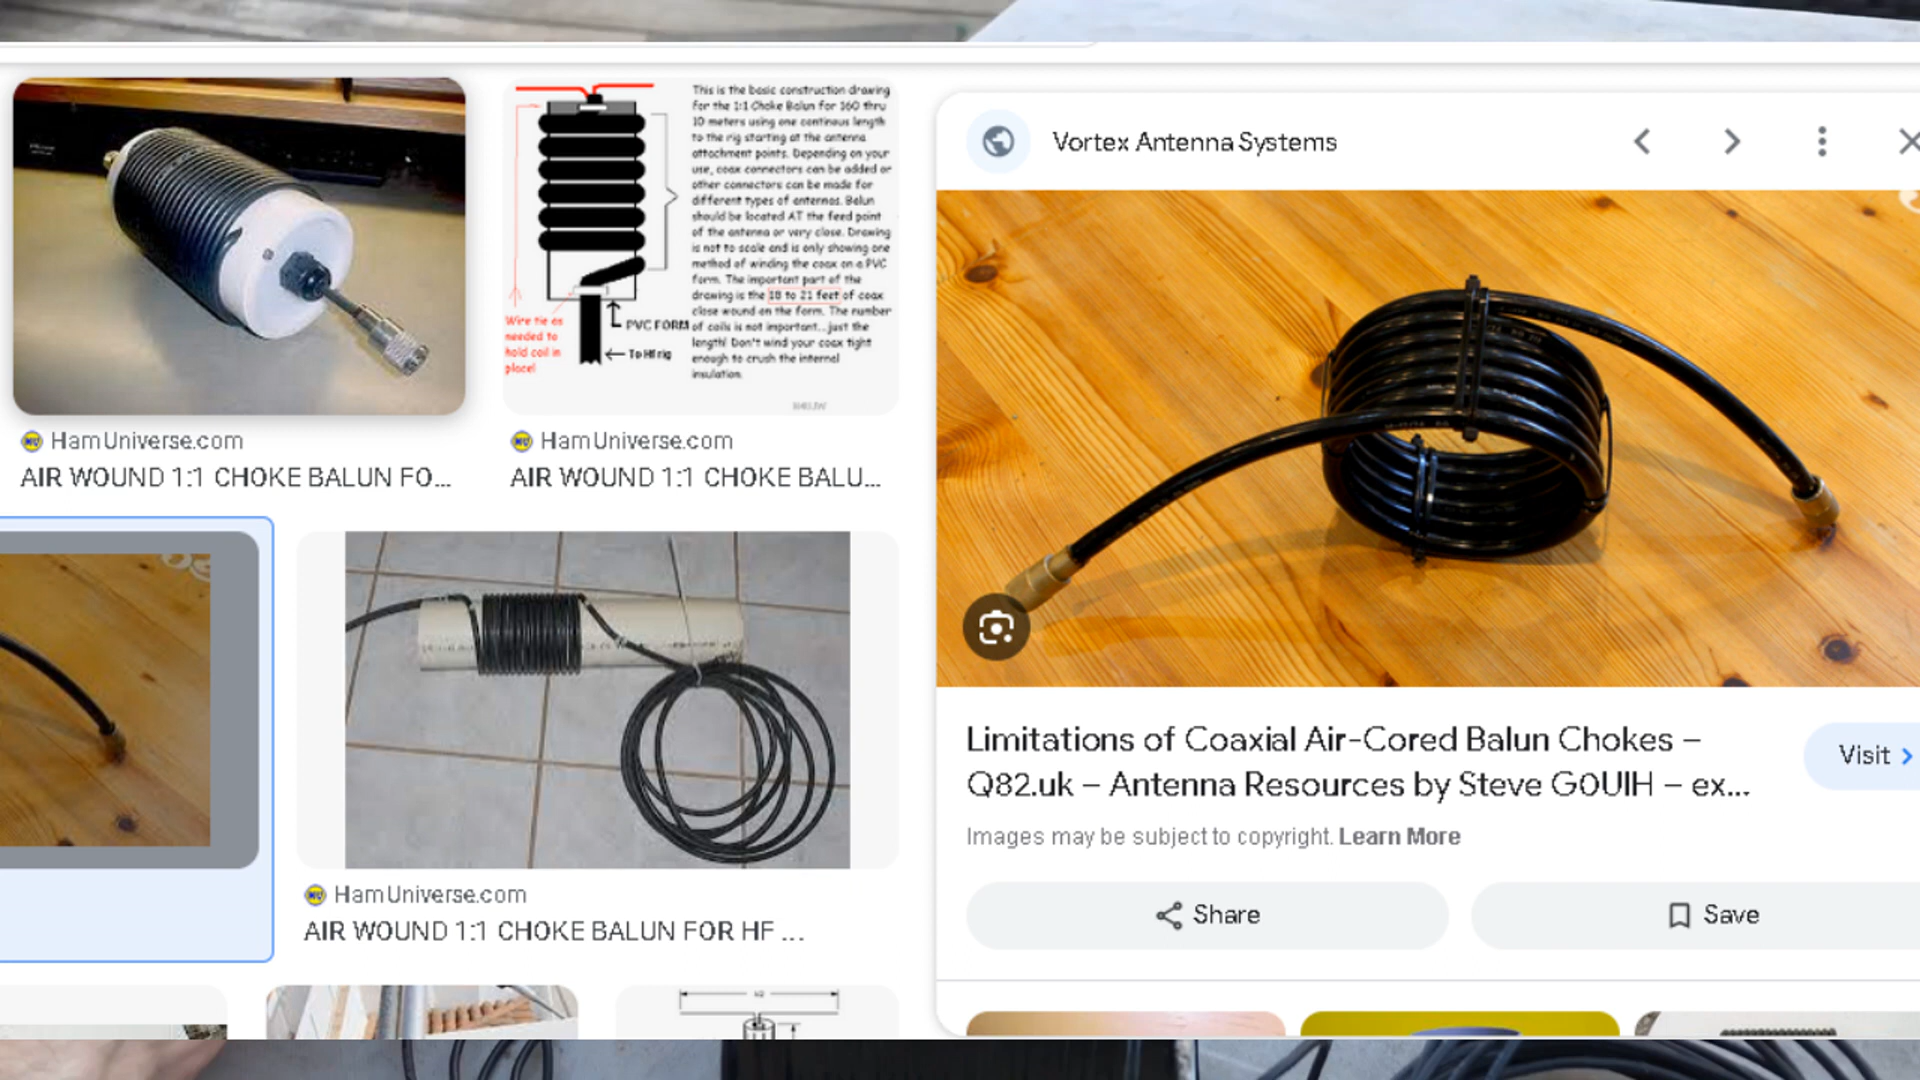 This is the basic construction drawing
for the 1:1 Choke Balun for 160 thru
10 meters using one continous length
to the rig starting at the antenna
attachment points. Depending on your
use, coax connectors can be added or
other connectors can be made for
different types of antennas. Balun
should be located AT the feed point
of the antenna or very close. Drawing
is not to scale and is only showing one
method of winding the coax on a PVC
form. The important part of the
drawing is the 18 to 21 feet of coax
close wound on the form. The number
of coils is not important... just the
length! Don't wind your coax tight
enough to crush the internal
insulation.
Wire tie as
needed to
hold coil in
place!
PVC FORM
To HF rig
HamUniverse.com
AIR WOUND 1:1 CHOKE BALUN FO...
HamUniverse.com
AIR WOUND 1:1 CHOKE BALU...
HamUniverse.com
AIR WOUND 1:1 CHOKE BALUN FOR HF ...
Vortex Antenna Systems
Limitations of Coaxial Air-Cored Balun Chokes –
Q82.uk – Antenna Resources by Steve G0UIH – ex...
Visit
Images may be subject to copyright. Learn More
Share
Save